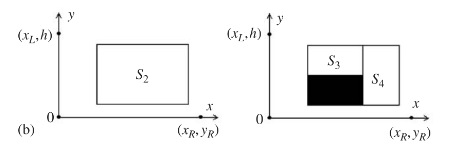 y
(x_L, h)
S_2
x
0
(b)
(x_R, y_R)
y
(x_L, h)
S_3
S_4
x
0
(x_R, y_R)